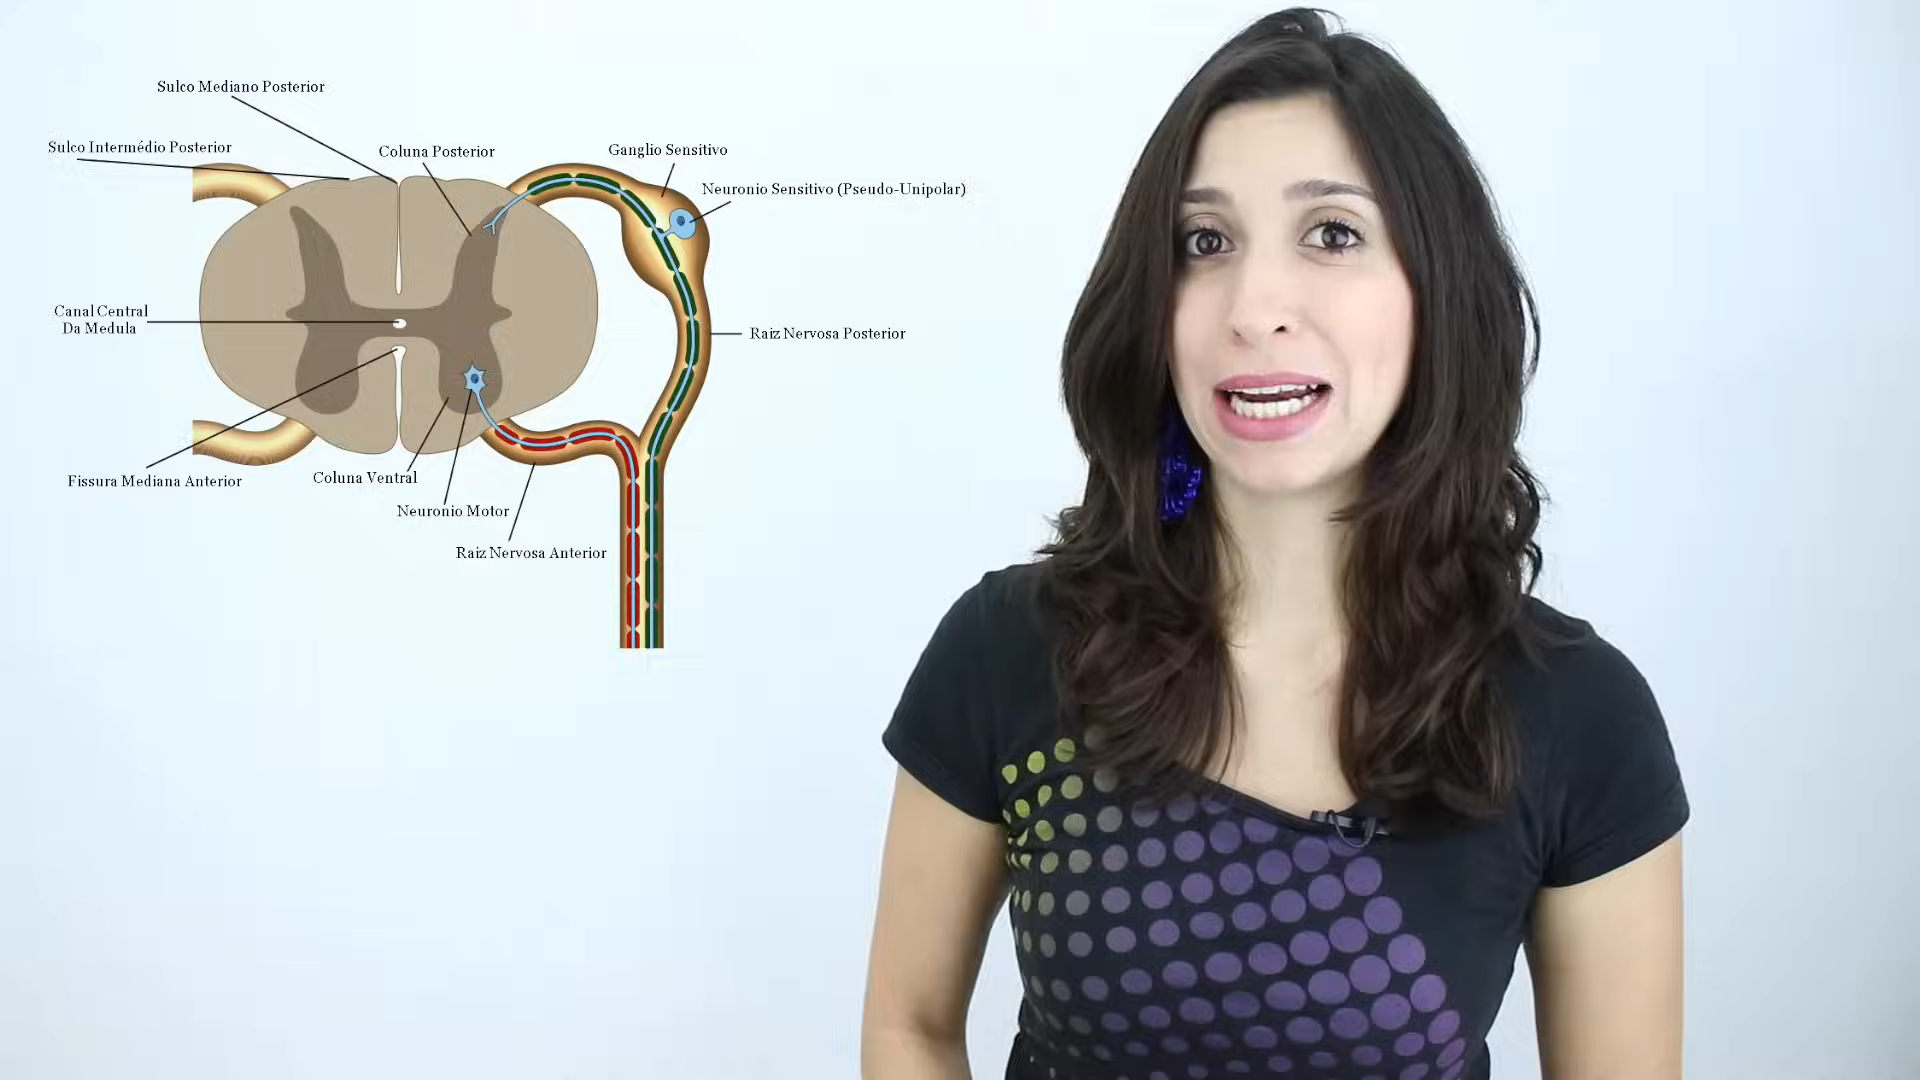 Sulco Mediano Posterior
Sulco Intermédio Posterior
Coluna Posterior
Ganglio Sensitivo
Neuronio Sensitivo (Pseudo-Unipolar)
Canal Central
Da Medula
Raiz Nervosa Posterior
Fissura Mediana Anterior
Coluna Ventral
Neuronio Motor
Raiz Nervosa Anterior